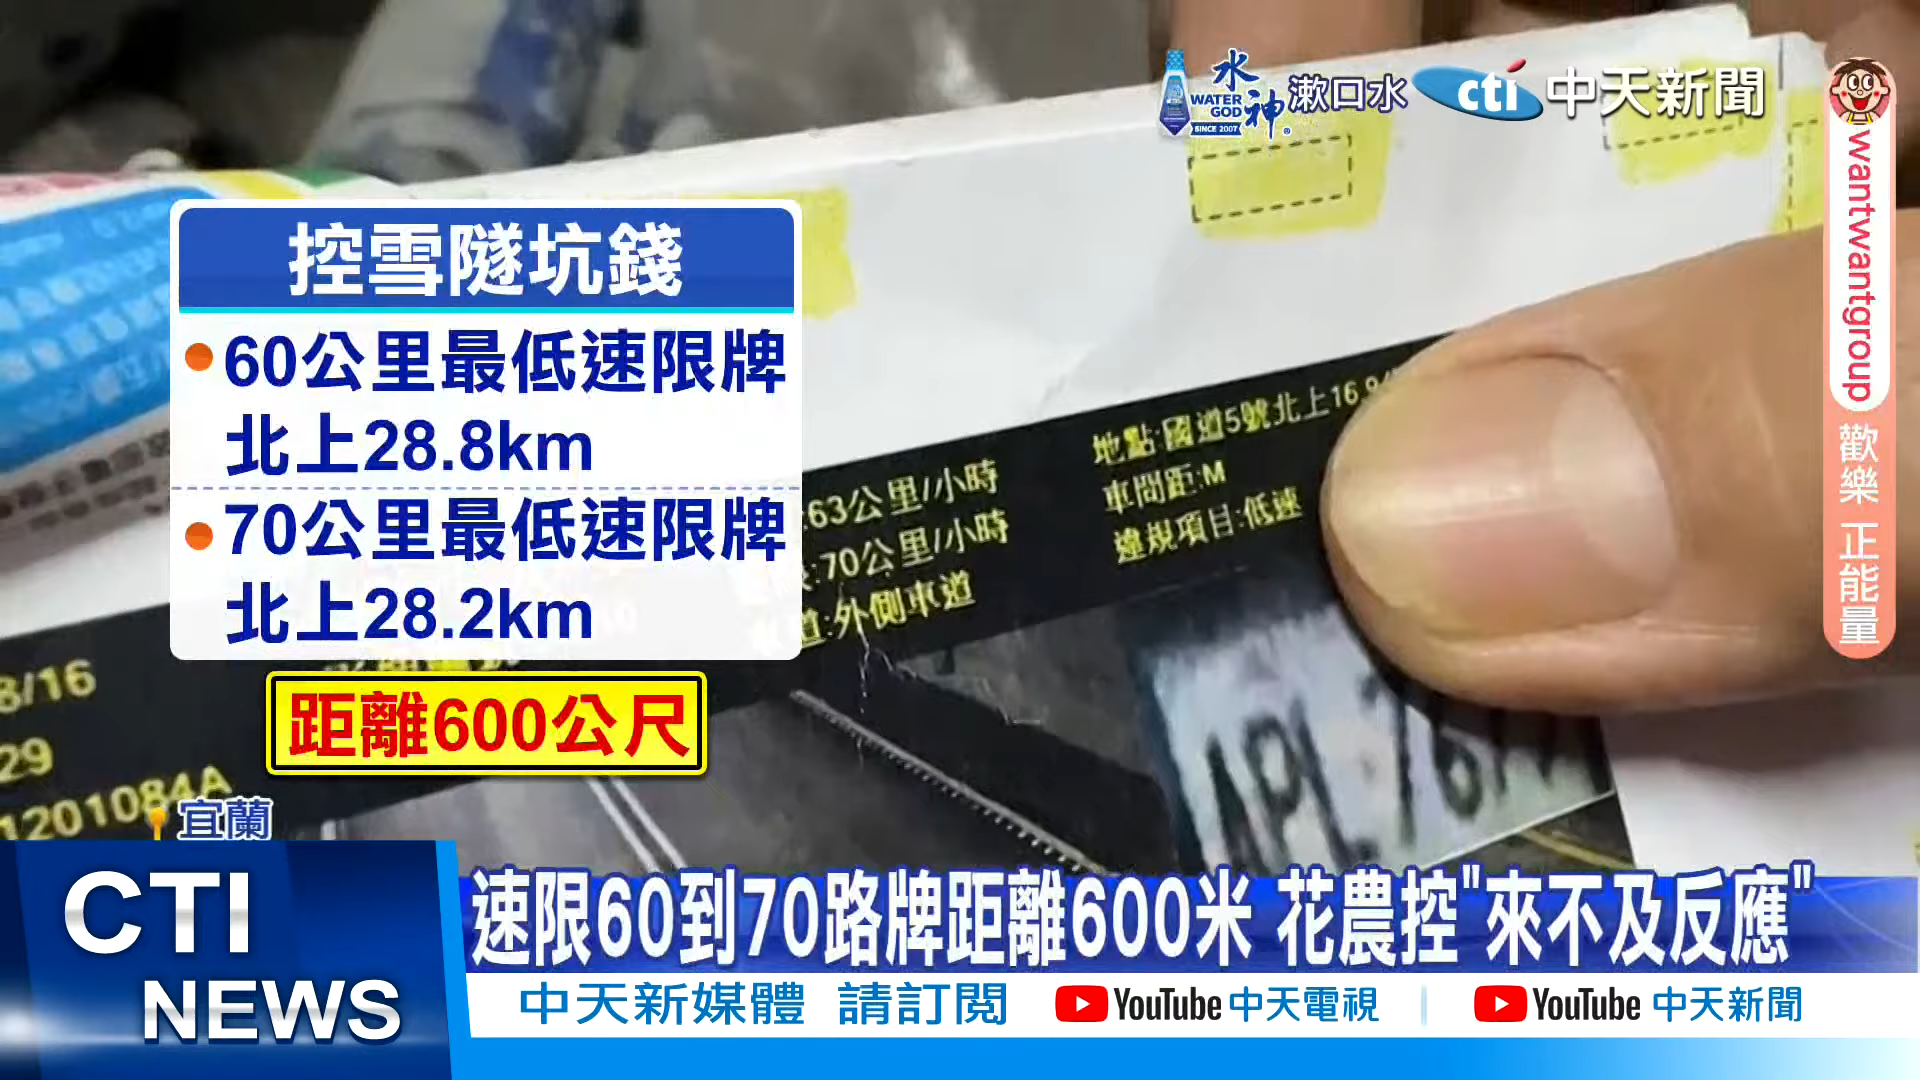 水神
WATER
GOD
SINCE 2007
漱口水
cti 中天新聞
wantwantgroup
歡樂 正能量
控雪隧坑錢
60公里最低速限牌
北上28.8km
70公里最低速限牌
北上28.2km
距離600公尺
:63公里/小時
:70公里/小時
道:外側車道
地點:國道5號北上16.9
車間距:M
違規項目:低速
8/16
29
1201084A
APL
宜蘭
CTI
NEWS
速限60到70路牌距離600米 花農控"來不及反應"
中天新媒體 請訂閱 YouTube 中天電視 | YouTube 中天新聞